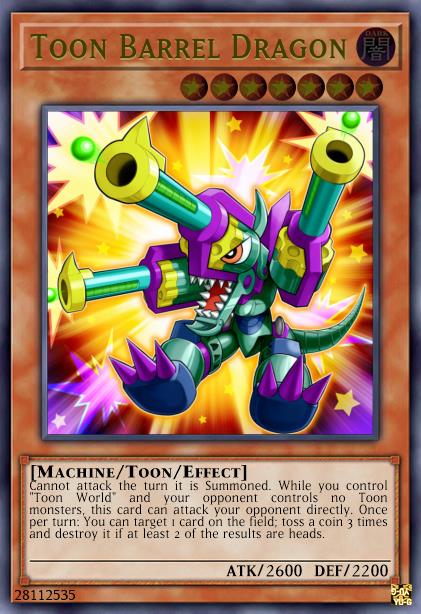 TOON BARREL DRAGON
DARK
闇
[MACHINE/TOON/EFFECT]
Cannot attack the turn it is Summoned. While you control
"Toon World" and your opponent controls no Toon
monsters, this card can attack your opponent directly. Once
per turn: You can target 1 card on the field; toss a coin 3 times
and destroy it if at least 2 of the results are heads.
ATK/2600 DEF/2200
28112535